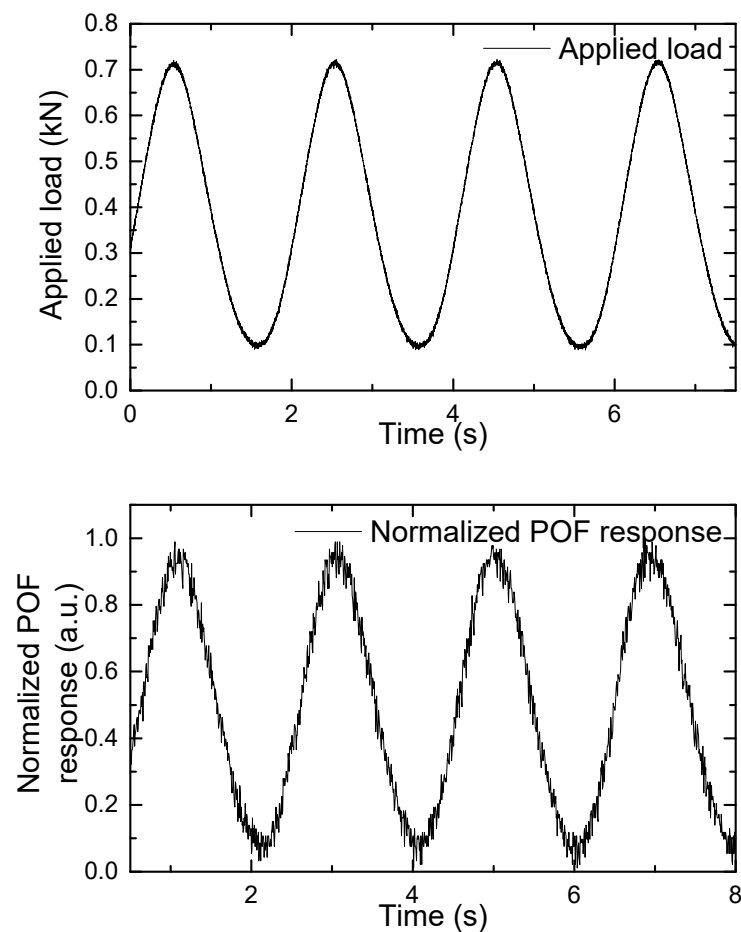 0.8
0.7
0.6
0.5
0.4
0.3
0.2
0.1
0.0
Applied load (kN)
Applied load
0 2 4 6
Time (s)
1.0
0.8
0.6
0.4
0.2
0.0
Normalized POF
response (a.u.)
Normalized POF response
2 4 6 8
Time (s)